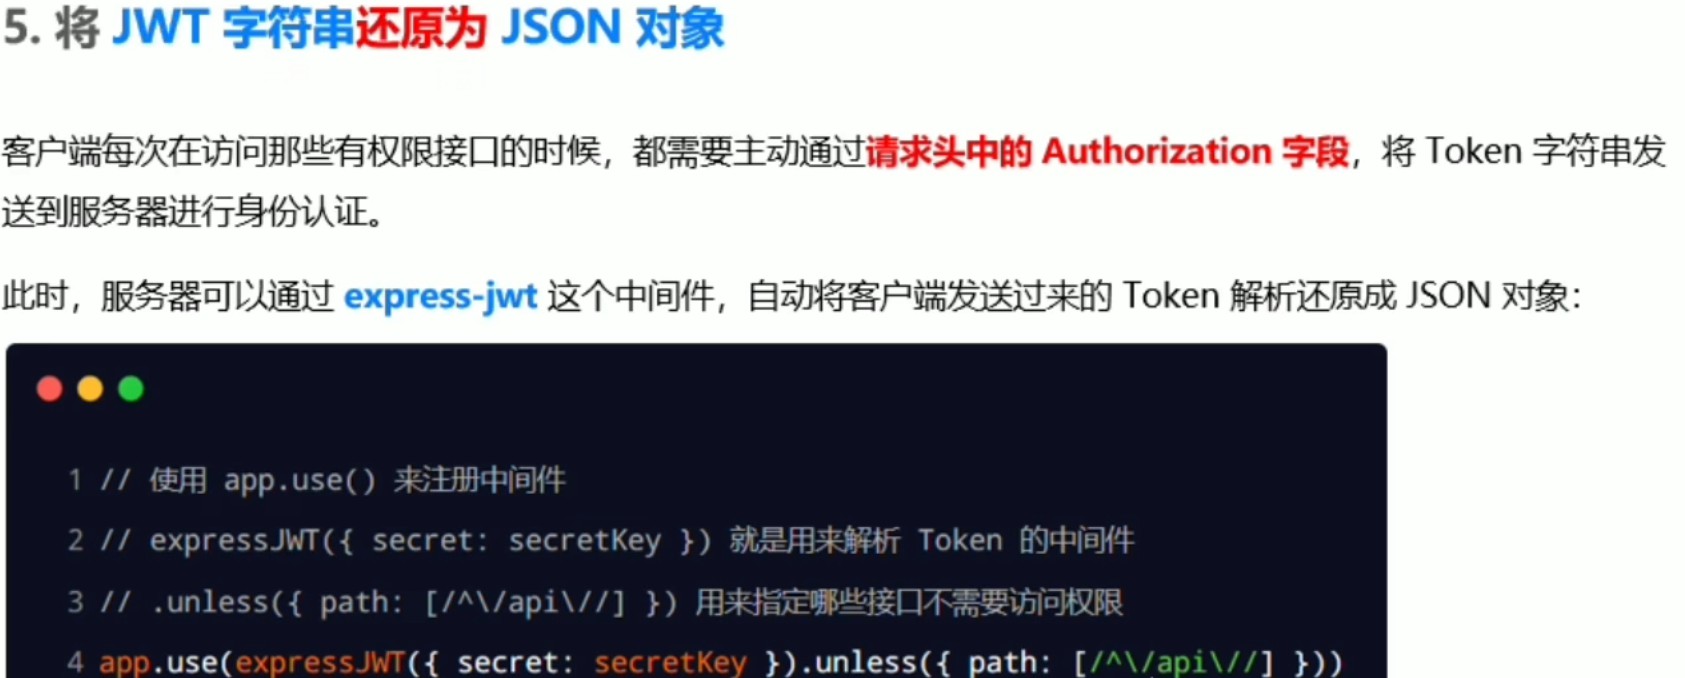 5. 将 JWT 字符串还原为 JSON 对象
客户端每次在访问那些有权限接口的时候，都需要主动通过请求头中的 Authorization 字段，将 Token 字符串发
送到服务器进行身份认证。
此时，服务器可以通过 express-jwt 这个中间件，自动将客户端发送过来的 Token 解析还原成 JSON 对象：
1 // 使用 app.use() 来注册中间件
2 // expressJWT({ secret: secretKey }) 就是用来解析 Token 的中间件
3 // .unless({ path: [/^\/api\//] }) 用来指定哪些接口不需要访问权限
4 app.use(expressJWT({ secret: secretKey }).unless({ path: [/^\/api\//] }))